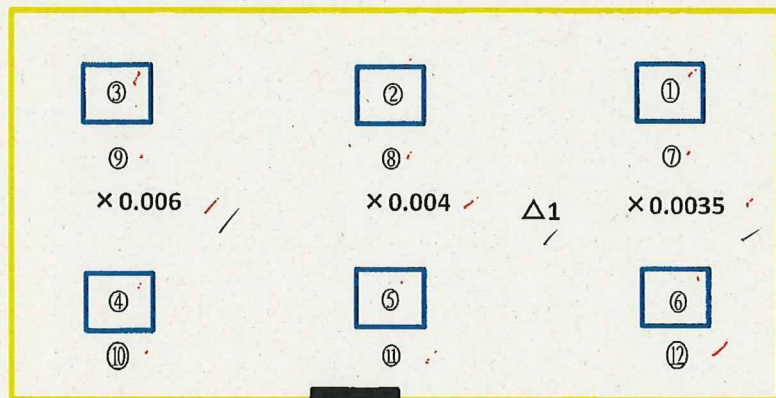 ③ ② ①
⑨ ⑧ ⑦
×0.006 ×0.004 △1 ×0.0035
④ ⑤ ⑥
⑩ ⑪ ⑫